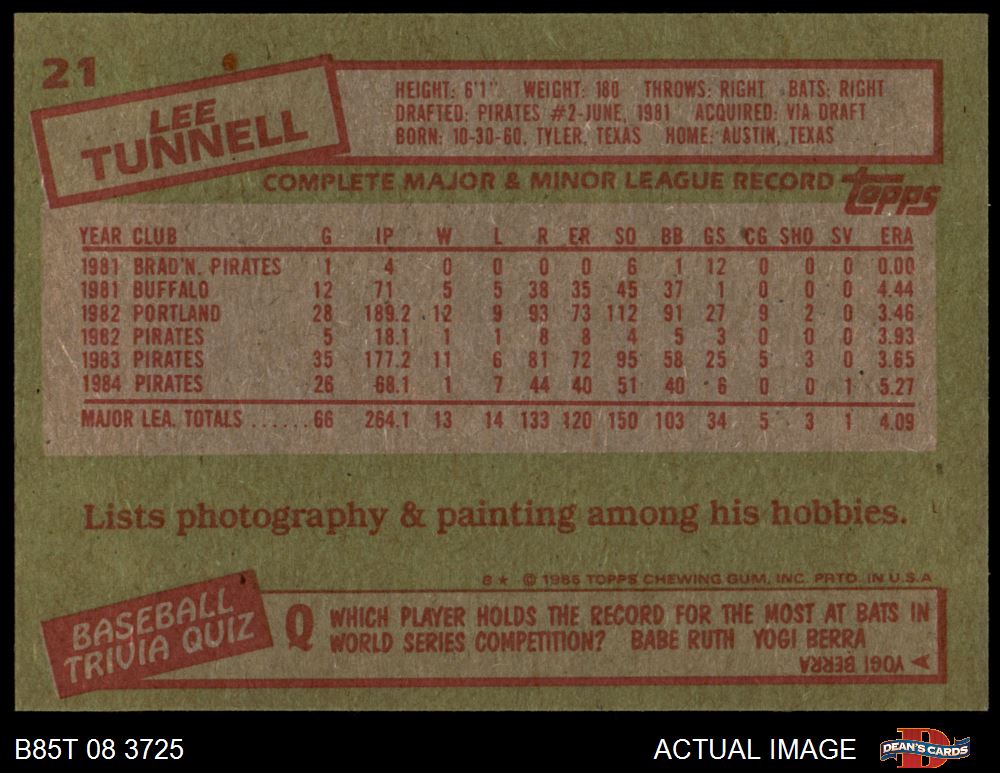 21
LEE
TUNNELL
HEIGHT: 6'1" WEIGHT: 180 THROWS: RIGHT BATS: RIGHT
DRAFTED: PIRATES #2-JUNE, 1981 ACQUIRED: VIA DRAFT
BORN: 10-30-60, TYLER, TEXAS HOME: AUSTIN, TEXAS
COMPLETE MAJOR & MINOR LEAGUE RECORD topps
YEAR CLUB G IP W L R ER SO BB GS CG SHO SV ERA
1981 BRAD'N. PIRATES 1 4 0 0 0 0 6 1 12 0 0 0 0.00
1981 BUFFALO 12 71 5 5 38 35 45 37 1 0 0 0 4.44
1982 PORTLAND 28 189.2 12 9 93 73 112 91 27 9 2 0 3.46
1982 PIRATES 5 18.1 1 1 8 8 4 5 3 0 0 0 3.93
1983 PIRATES 35 177.2 11 6 81 72 95 58 25 5 3 0 3.65
1984 PIRATES 26 68.1 1 7 44 40 51 40 6 0 0 1 5.27
MAJOR LEA. TOTALS ......66 264.1 13 14 133 120 150 103 34 5 3 1 4.09
Lists photography & painting among his hobbies.
8★ © 1985 TOPPS CHEWING GUM, INC. PRTD. IN U.S.A
BASEBALL
TRIVIA QUIZ
Q WHICH PLAYER HOLDS THE RECORD FOR THE MOST AT BATS IN
WORLD SERIES COMPETITION? BABE RUTH YOGI BERRA
A YOGI BERRA
B85T 08 3725
ACTUAL IMAGE
D
DEAN'S CARDS